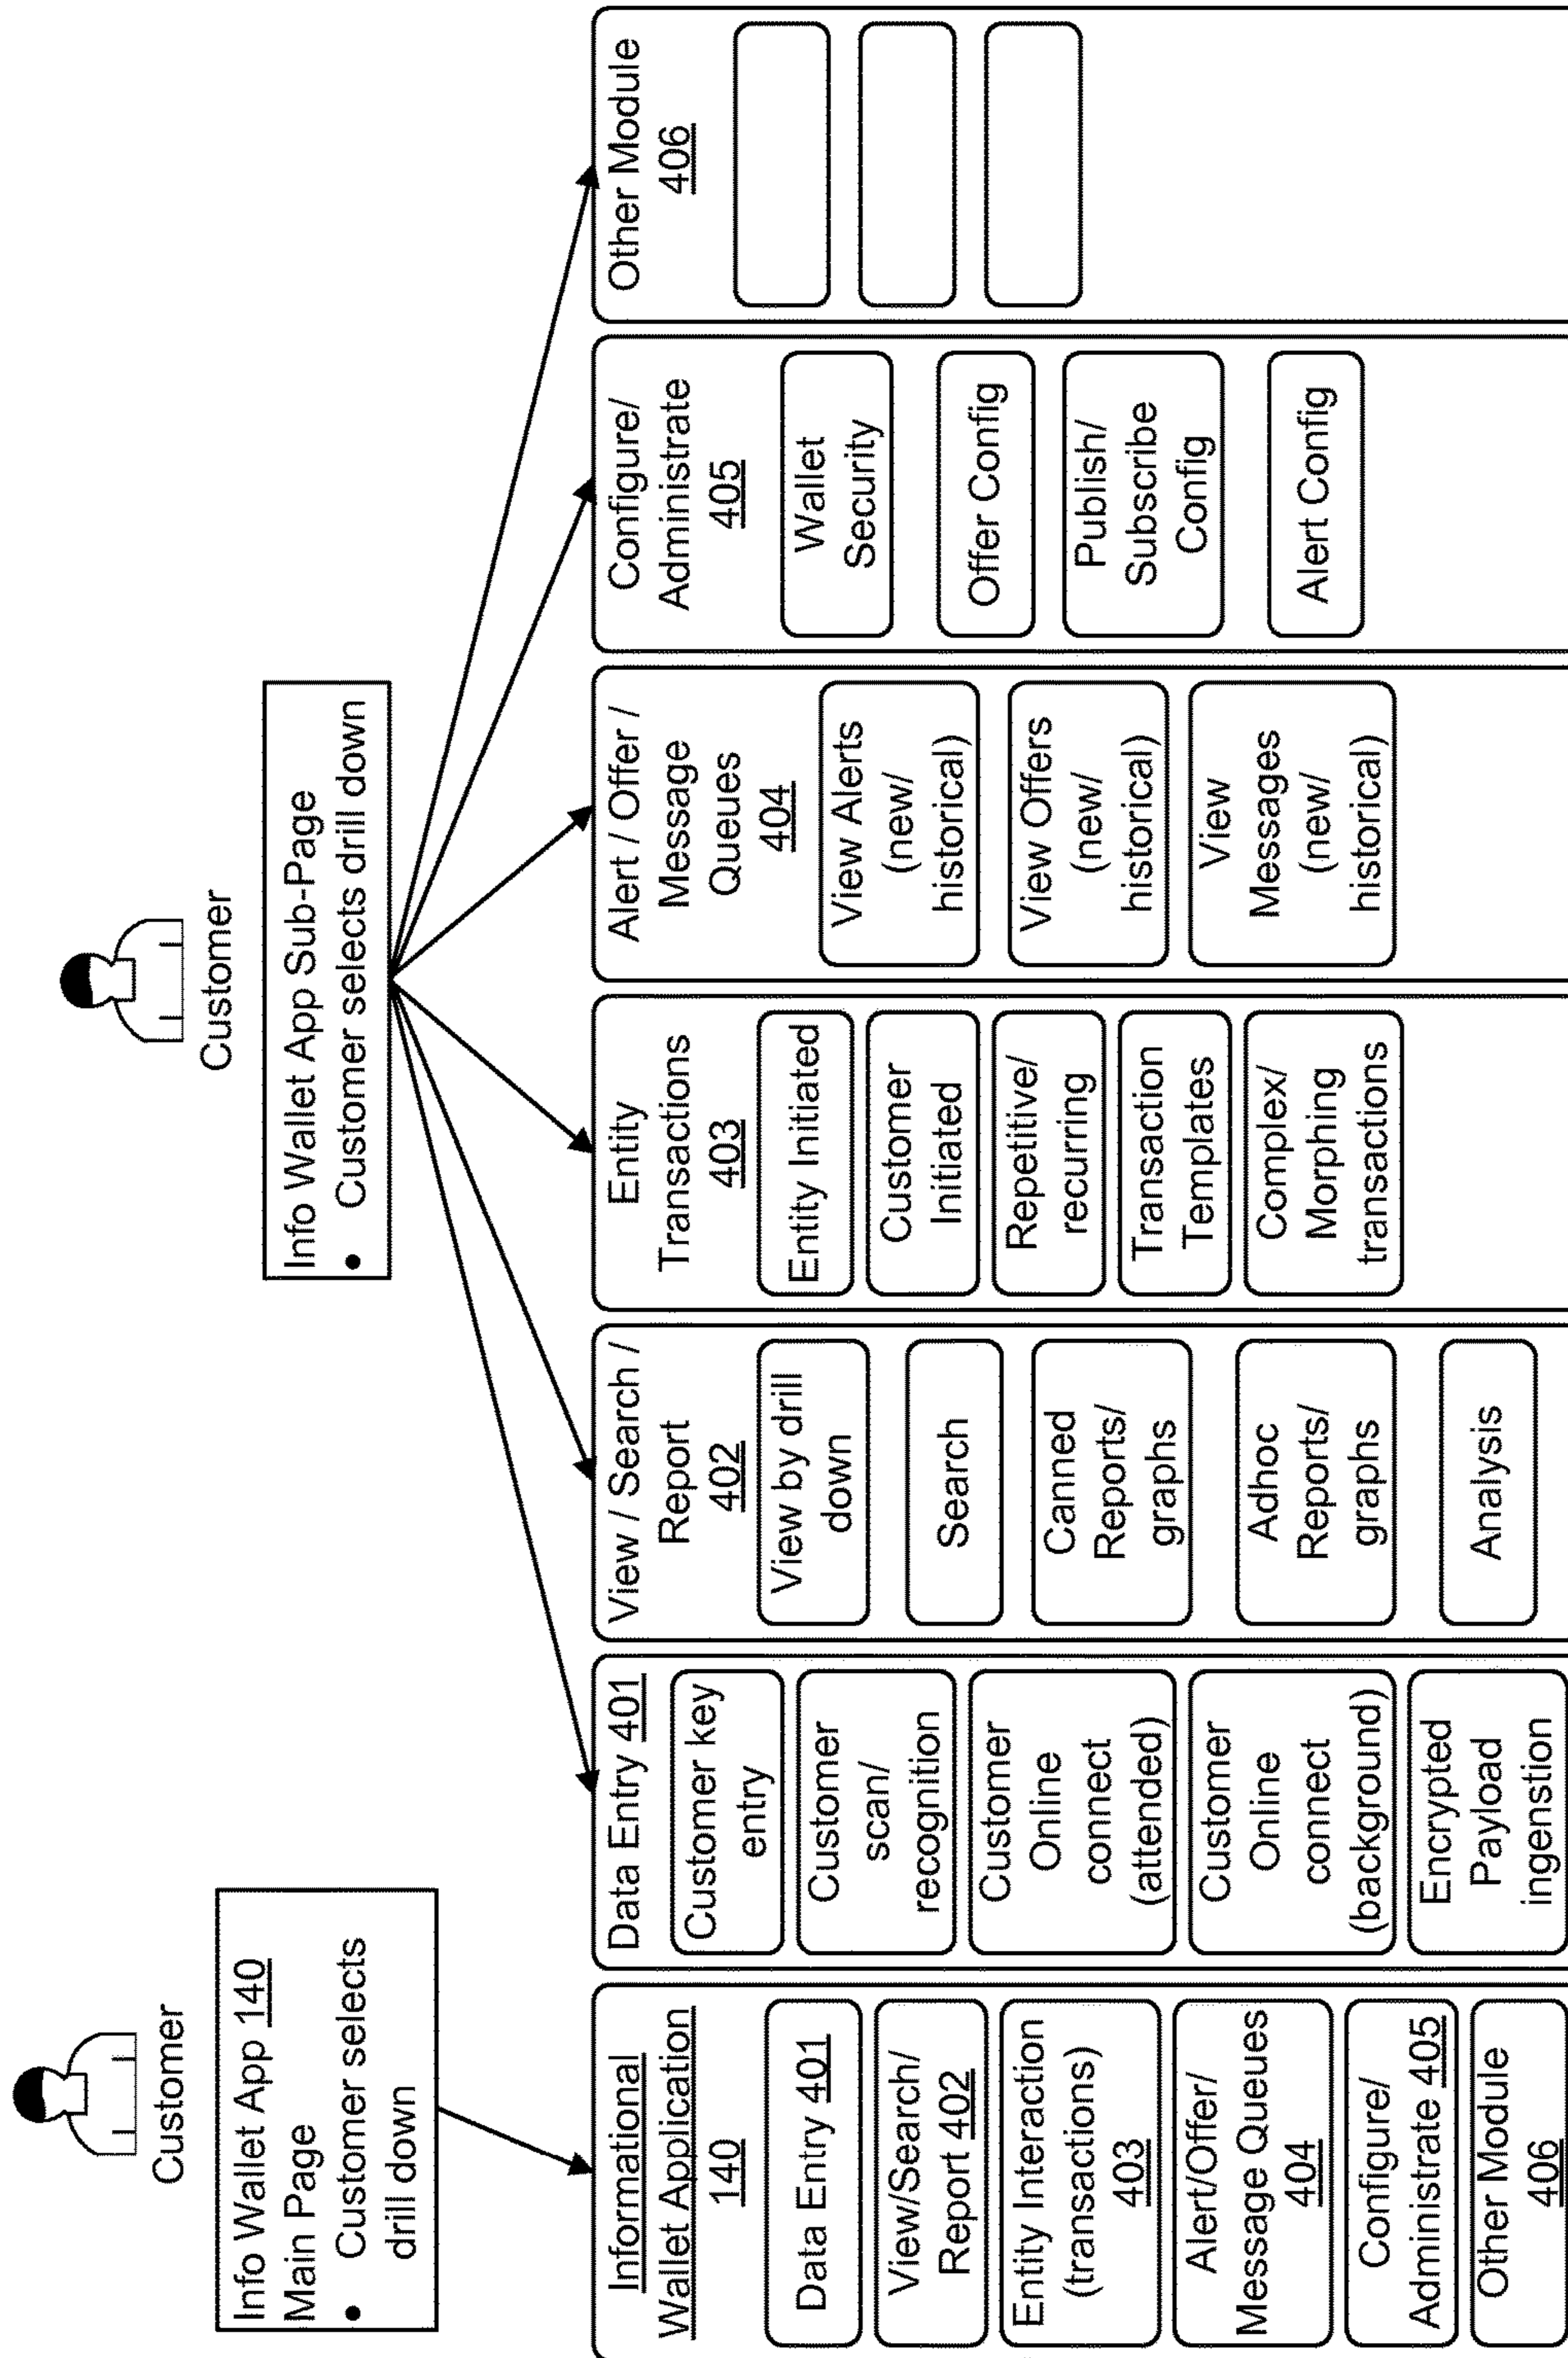 Customer
Info Wallet App 140
Main Page
• Customer selects
drill down
Customer
Info Wallet App Sub-Page
• Customer selects drill down
Informational
Wallet Application
140
Data Entry 401
View/Search/
Report 402
Entity Interaction
(transactions)
403
Alert/Offer/
Message Queues
404
Configure/
Administrate 405
Other Module
406
Data Entry 401
Customer key
entry
Customer
scan/
recognition
Customer
Online
connect
(attended)
Customer
Online
connect
(background)
Encrypted
Payload
ingenstion
View / Search /
Report
402
View by drill
down
Search
Canned
Reports/
graphs
Adhoc
Reports/
graphs
Analysis
Entity
Transactions
403
Entity Initiated
Customer
Initiated
Repetitive/
recurring
Transaction
Templates
Complex/
Morphing
transactions
Alert / Offer /
Message
Queues
404
View Alerts
(new/
historical)
View Offers
(new/
historical)
View
Messages
(new/
historical)
Configure/
Administrate
405
Wallet
Security
Offer Config
Publish/
Subscribe
Config
Alert Config
Other Module
406